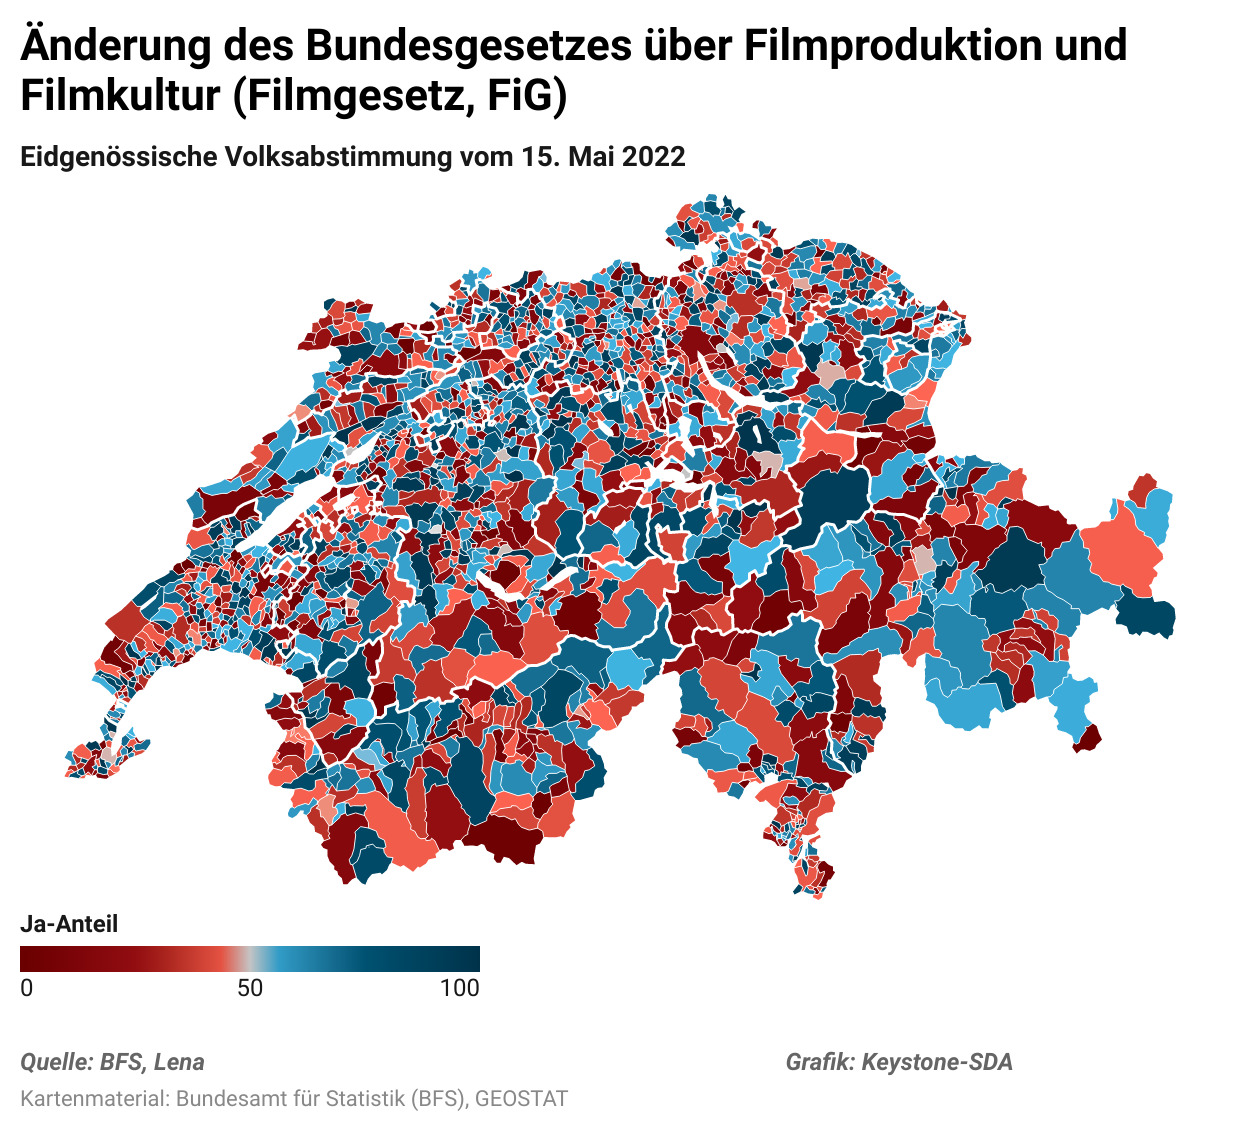 Änderung des Bundesgesetzes über Filmproduktion und
Filmkultur (Filmgesetz, FiG)
Eidgenössische Volksabstimmung vom 15. Mai 2022
Ja-Anteil
0 50 100
Quelle: BFS, Lena Grafik: Keystone-SDA
Kartenmaterial: Bundesamt für Statistik (BFS), GEOSTAT